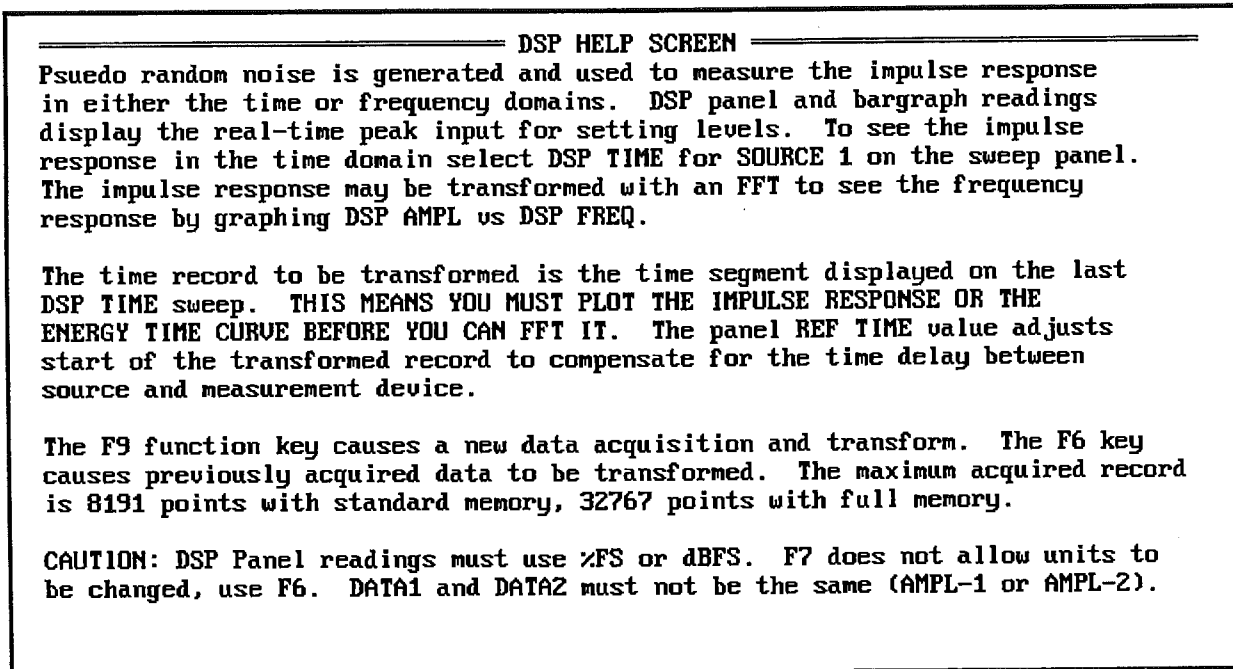 DSP HELP SCREEN
Psuedo random noise is generated and used to measure the impulse response
in either the time or frequency domains. DSP panel and bargraph readings
display the real-time peak input for setting levels. To see the impulse
response in the time domain select DSP TIME for SOURCE 1 on the sweep panel.
The impulse response may be transformed with an FFT to see the frequency
response by graphing DSP AMPL vs DSP FREQ.
The time record to be transformed is the time segment displayed on the last
DSP TIME sweep. THIS MEANS YOU MUST PLOT THE IMPULSE RESPONSE OR THE
ENERGY TIME CURVE BEFORE YOU CAN FFT IT. The panel REF TIME value adjusts
start of the transformed record to compensate for the time delay between
source and measurement device.
The F9 function key causes a new data acquisition and transform. The F6 key
causes previously acquired data to be transformed. The maximum acquired record
is 8191 points with standard memory, 32767 points with full memory.
CAUTION: DSP Panel readings must use %FS or dBFS. F7 does not allow units to
be changed, use F6. DATA1 and DATA2 must not be the same (AMPL-1 or AMPL-2).